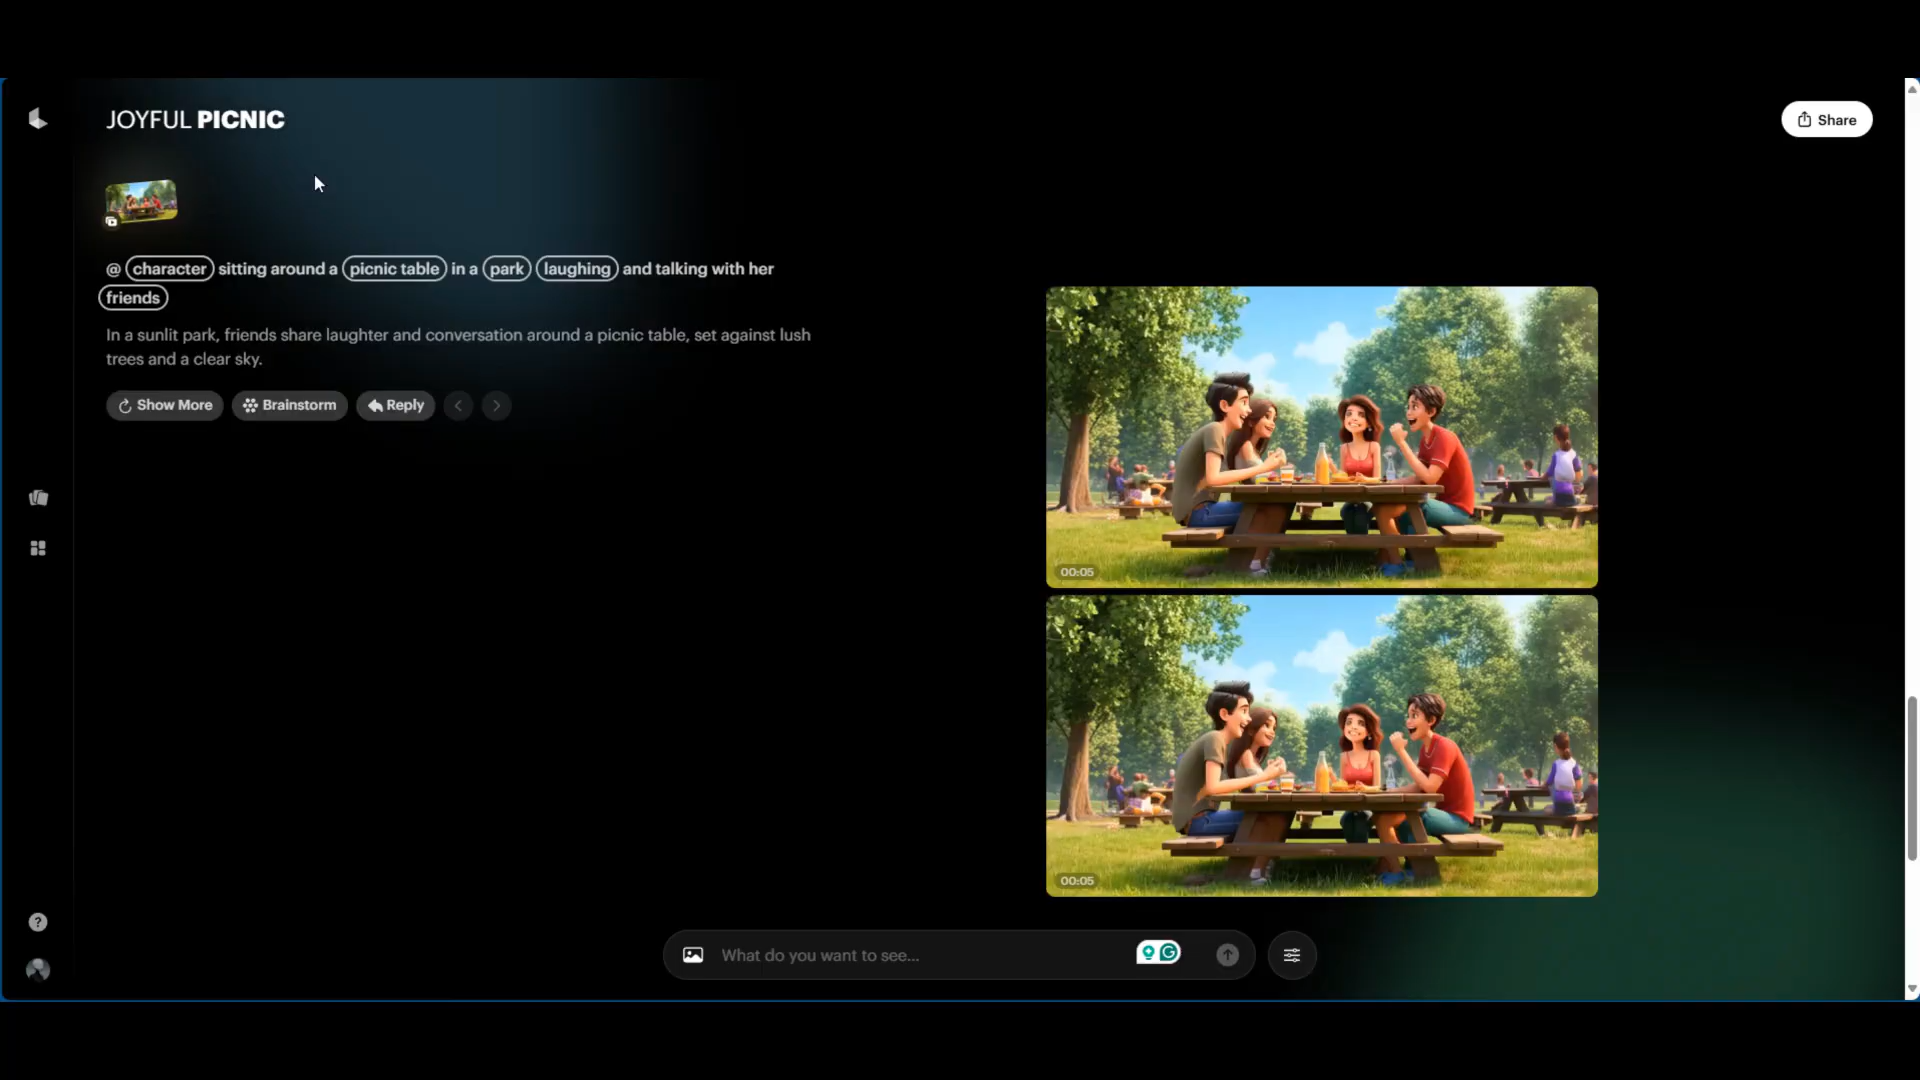 JOYFUL PICNIC
Share
@ character sitting around a picnic table in a park laughing and talking with her
friends
In a sunlit park, friends share laughter and conversation around a picnic table, set against lush
trees and a clear sky.
Show More
Brainstorm
Reply
00:05
00:05
What do you want to see...